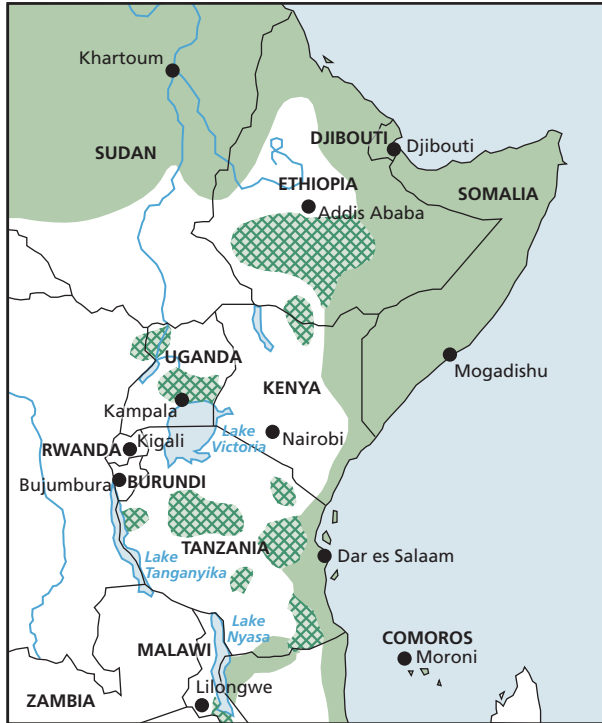 Khartoum
DJIBOUTI
Djibouti
SUDAN
ETHIOPIA
SOMALIA
Addis Ababa
UGANDA
Mogadishu
KENYA
Kampala
Lake
Victoria
Nairobi
RWANDA
Kigali
Bujumbura
BURUNDI
TANZANIA
Lake
Tanganyika
Dar es Salaam
Lake
Nyasa
MALAWI
COMOROS
Moroni
Lilongwe
ZAMBIA